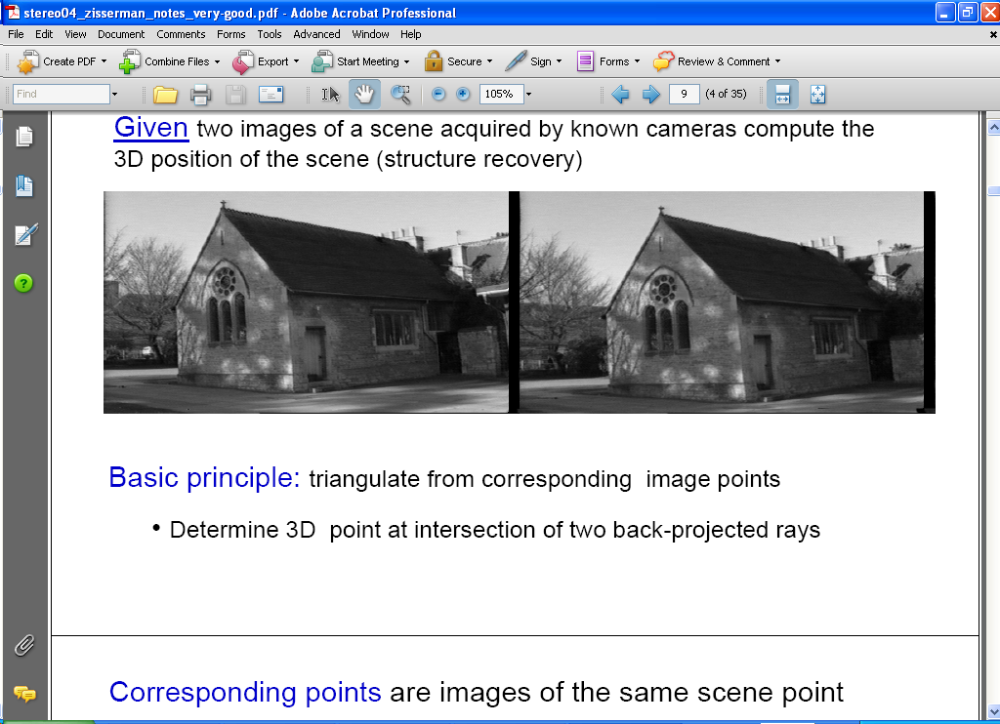 stereo04_zisserman_notes_very-good.pdf - Adobe Acrobat Professional
File Edit View Document Comments Forms Tools Advanced Window Help
Create PDF Combine Files Export Start Meeting Secure Sign Forms Review & Comment
Find 105% 9 (4 of 35)
Given two images of a scene acquired by known cameras compute the
3D position of the scene (structure recovery)
Basic principle: triangulate from corresponding image points
• Determine 3D point at intersection of two back-projected rays
Corresponding points are images of the same scene point